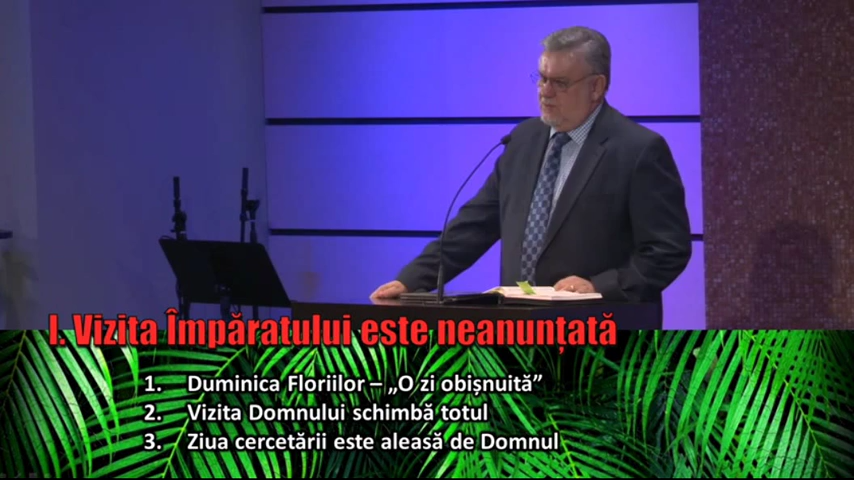 I. Vizita Împăratului este neanunțată
1. Duminica Floriilor – „O zi obișnuită”
2. Vizita Domnului schimbă totul
3. Ziua cercetării este aleasă de Domnul